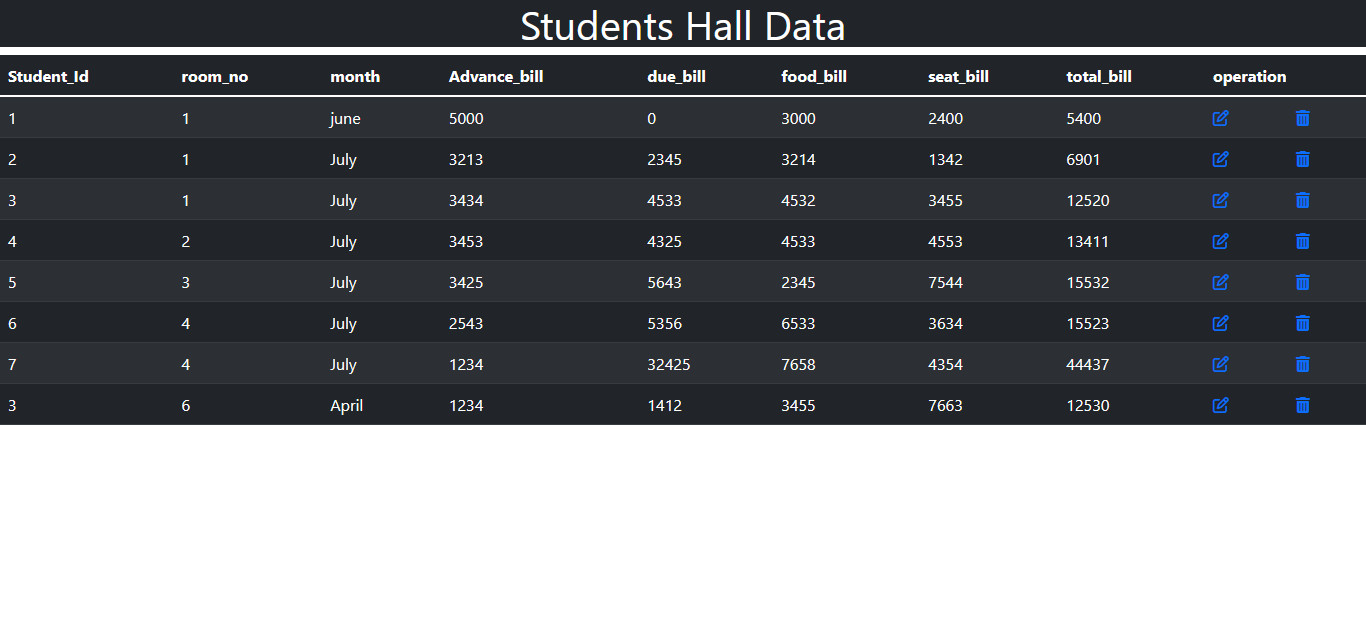 Students Hall Data
Student_Id room_no month Advance_bill due_bill food_bill seat_bill total_bill operation
1 1 june 5000 0 3000 2400 5400
2 1 July 3213 2345 3214 1342 6901
3 1 July 3434 4533 4532 3455 12520
4 2 July 3453 4325 4533 4553 13411
5 3 July 3425 5643 2345 7544 15532
6 4 July 2543 5356 6533 3634 15523
7 4 July 1234 32425 7658 4354 44437
3 6 April 1234 1412 3455 7663 12530